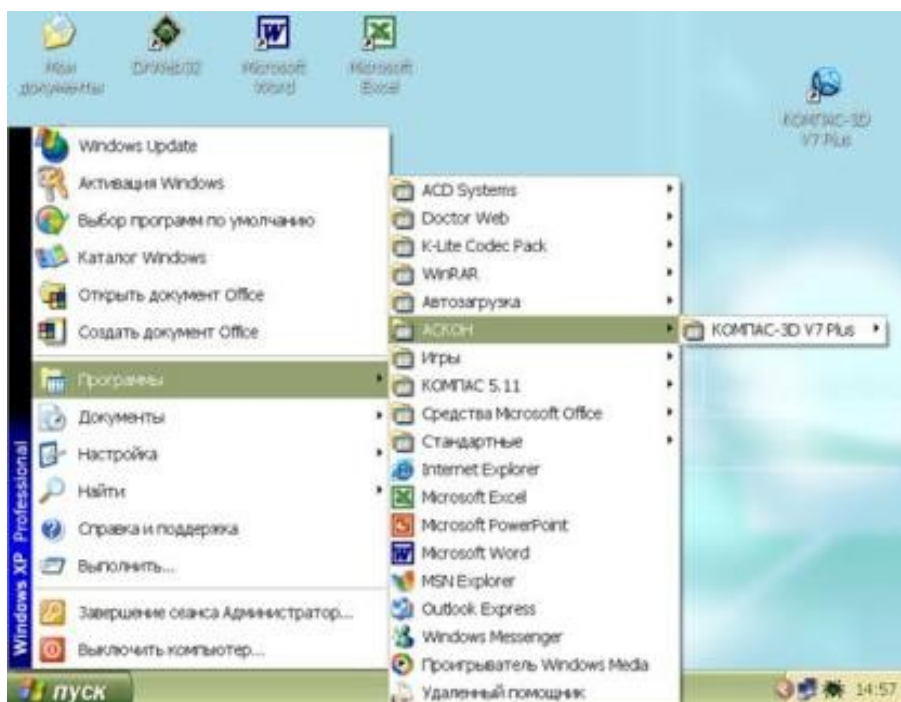 Мои
документы
DrWeb32
Microsoft
Word
Microsoft
Excel
КОМПАС-3D
V7 Plus
Windows Update
Активация Windows
Выбор программ по умолчанию
Каталог Windows
Открыть документ Office
Создать документ Office
Программы
Документы
Настройка
Найти
Справка и поддержка
Выполнить...
Завершение сеанса Администратор...
Выключить компьютер...
Windows XP Professional
ACD Systems
Doctor Web
K-Lite Codec Pack
WinRAR
Автозагрузка
АСКОН
Игры
КОМПАС 5.11
Средства Microsoft Office
Стандартные
Internet Explorer
Microsoft Excel
Microsoft PowerPoint
Microsoft Word
MSN Explorer
Outlook Express
Windows Messenger
Проигрыватель Windows Media
Удаленный помощник
КОМПАС-3D V7 Plus
пуск
14:57